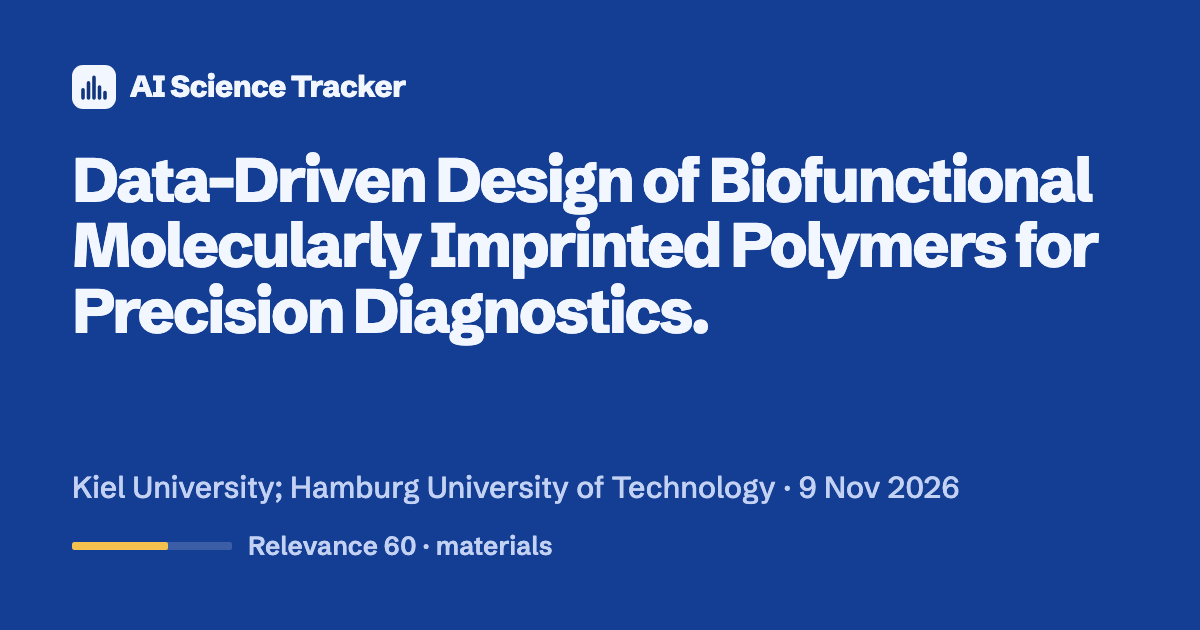 AI Science Tracker
Data-Driven Design of Biofunctional
Molecularly Imprinted Polymers for
Precision Diagnostics.
Kiel University; Hamburg University of Technology · 9 Nov 2026
Relevance 60 · materials